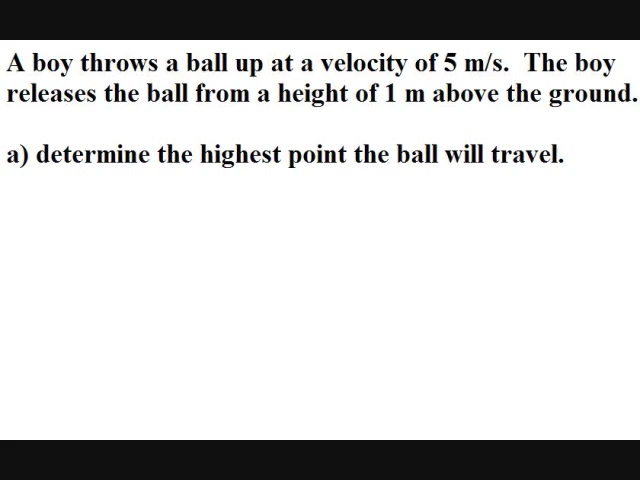 A boy throws a ball up at a velocity of 5 m/s.  The boy
releases the ball from a height of 1 m above the ground.
a) determine the highest point the ball will travel.